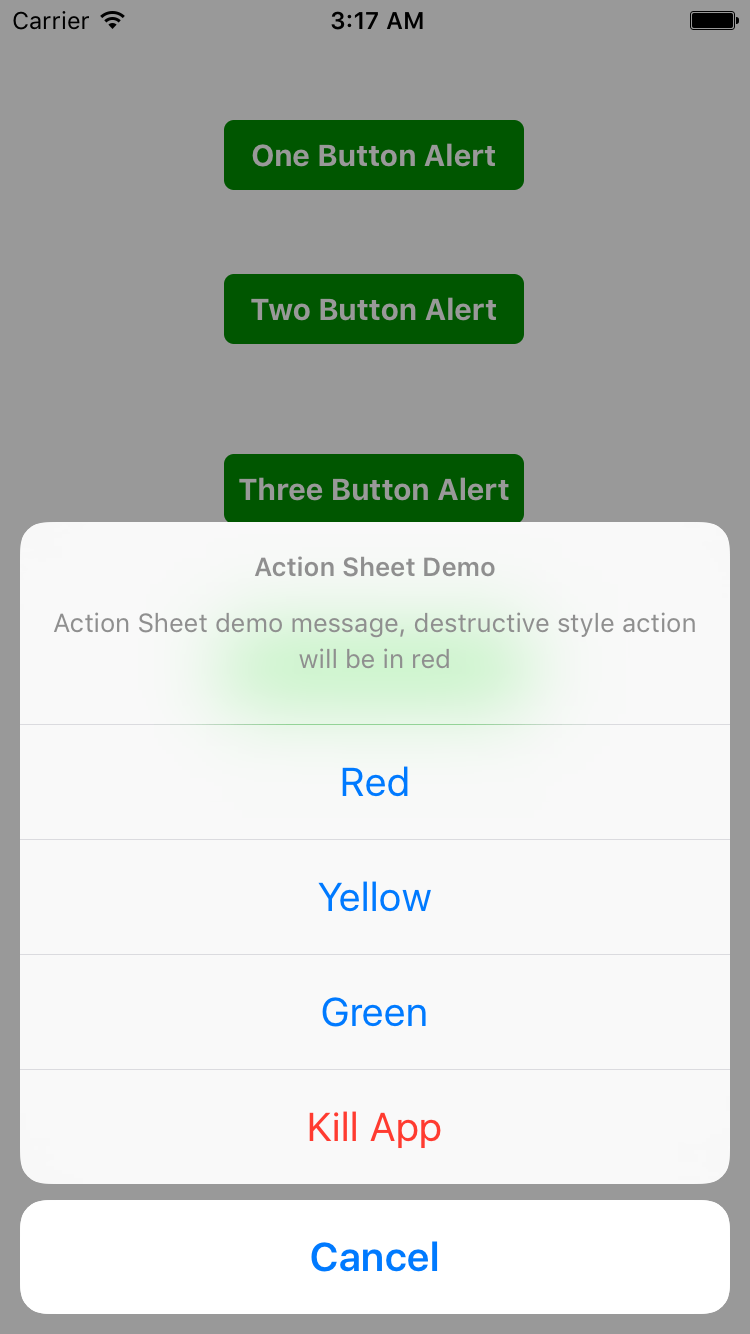 Carrier 3:17 AM
One Button Alert
Two Button Alert
Three Button Alert
Action Sheet Demo
Action Sheet demo message, destructive style action
will be in red
Red
Yellow
Green
Kill App
Cancel